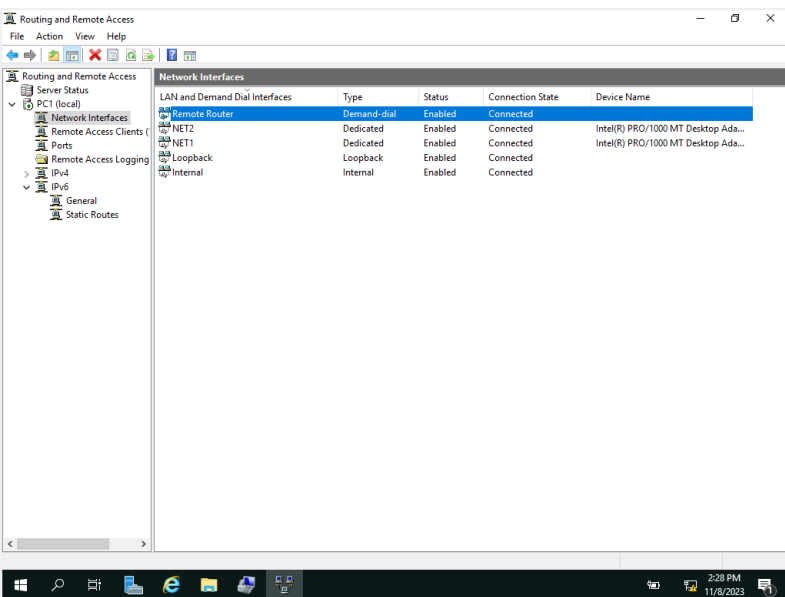 Routing and Remote Access
File Action View Help
Routing and Remote Access
Server Status
PC1 (local)
Network Interfaces
Remote Access Clients (
Ports
Remote Access Logging
IPv4
IPv6
General
Static Routes
Network Interfaces
LAN and Demand Dial Interfaces Type Status Connection State Device Name
Remote Router Demand-dial Enabled Connected
NET2 Dedicated Enabled Connected Intel(R) PRO/1000 MT Desktop Ada...
NET1 Dedicated Enabled Connected Intel(R) PRO/1000 MT Desktop Ada...
Loopback Loopback Enabled Connected
Internal Internal Enabled Connected
2:28 PM
11/8/2023
1